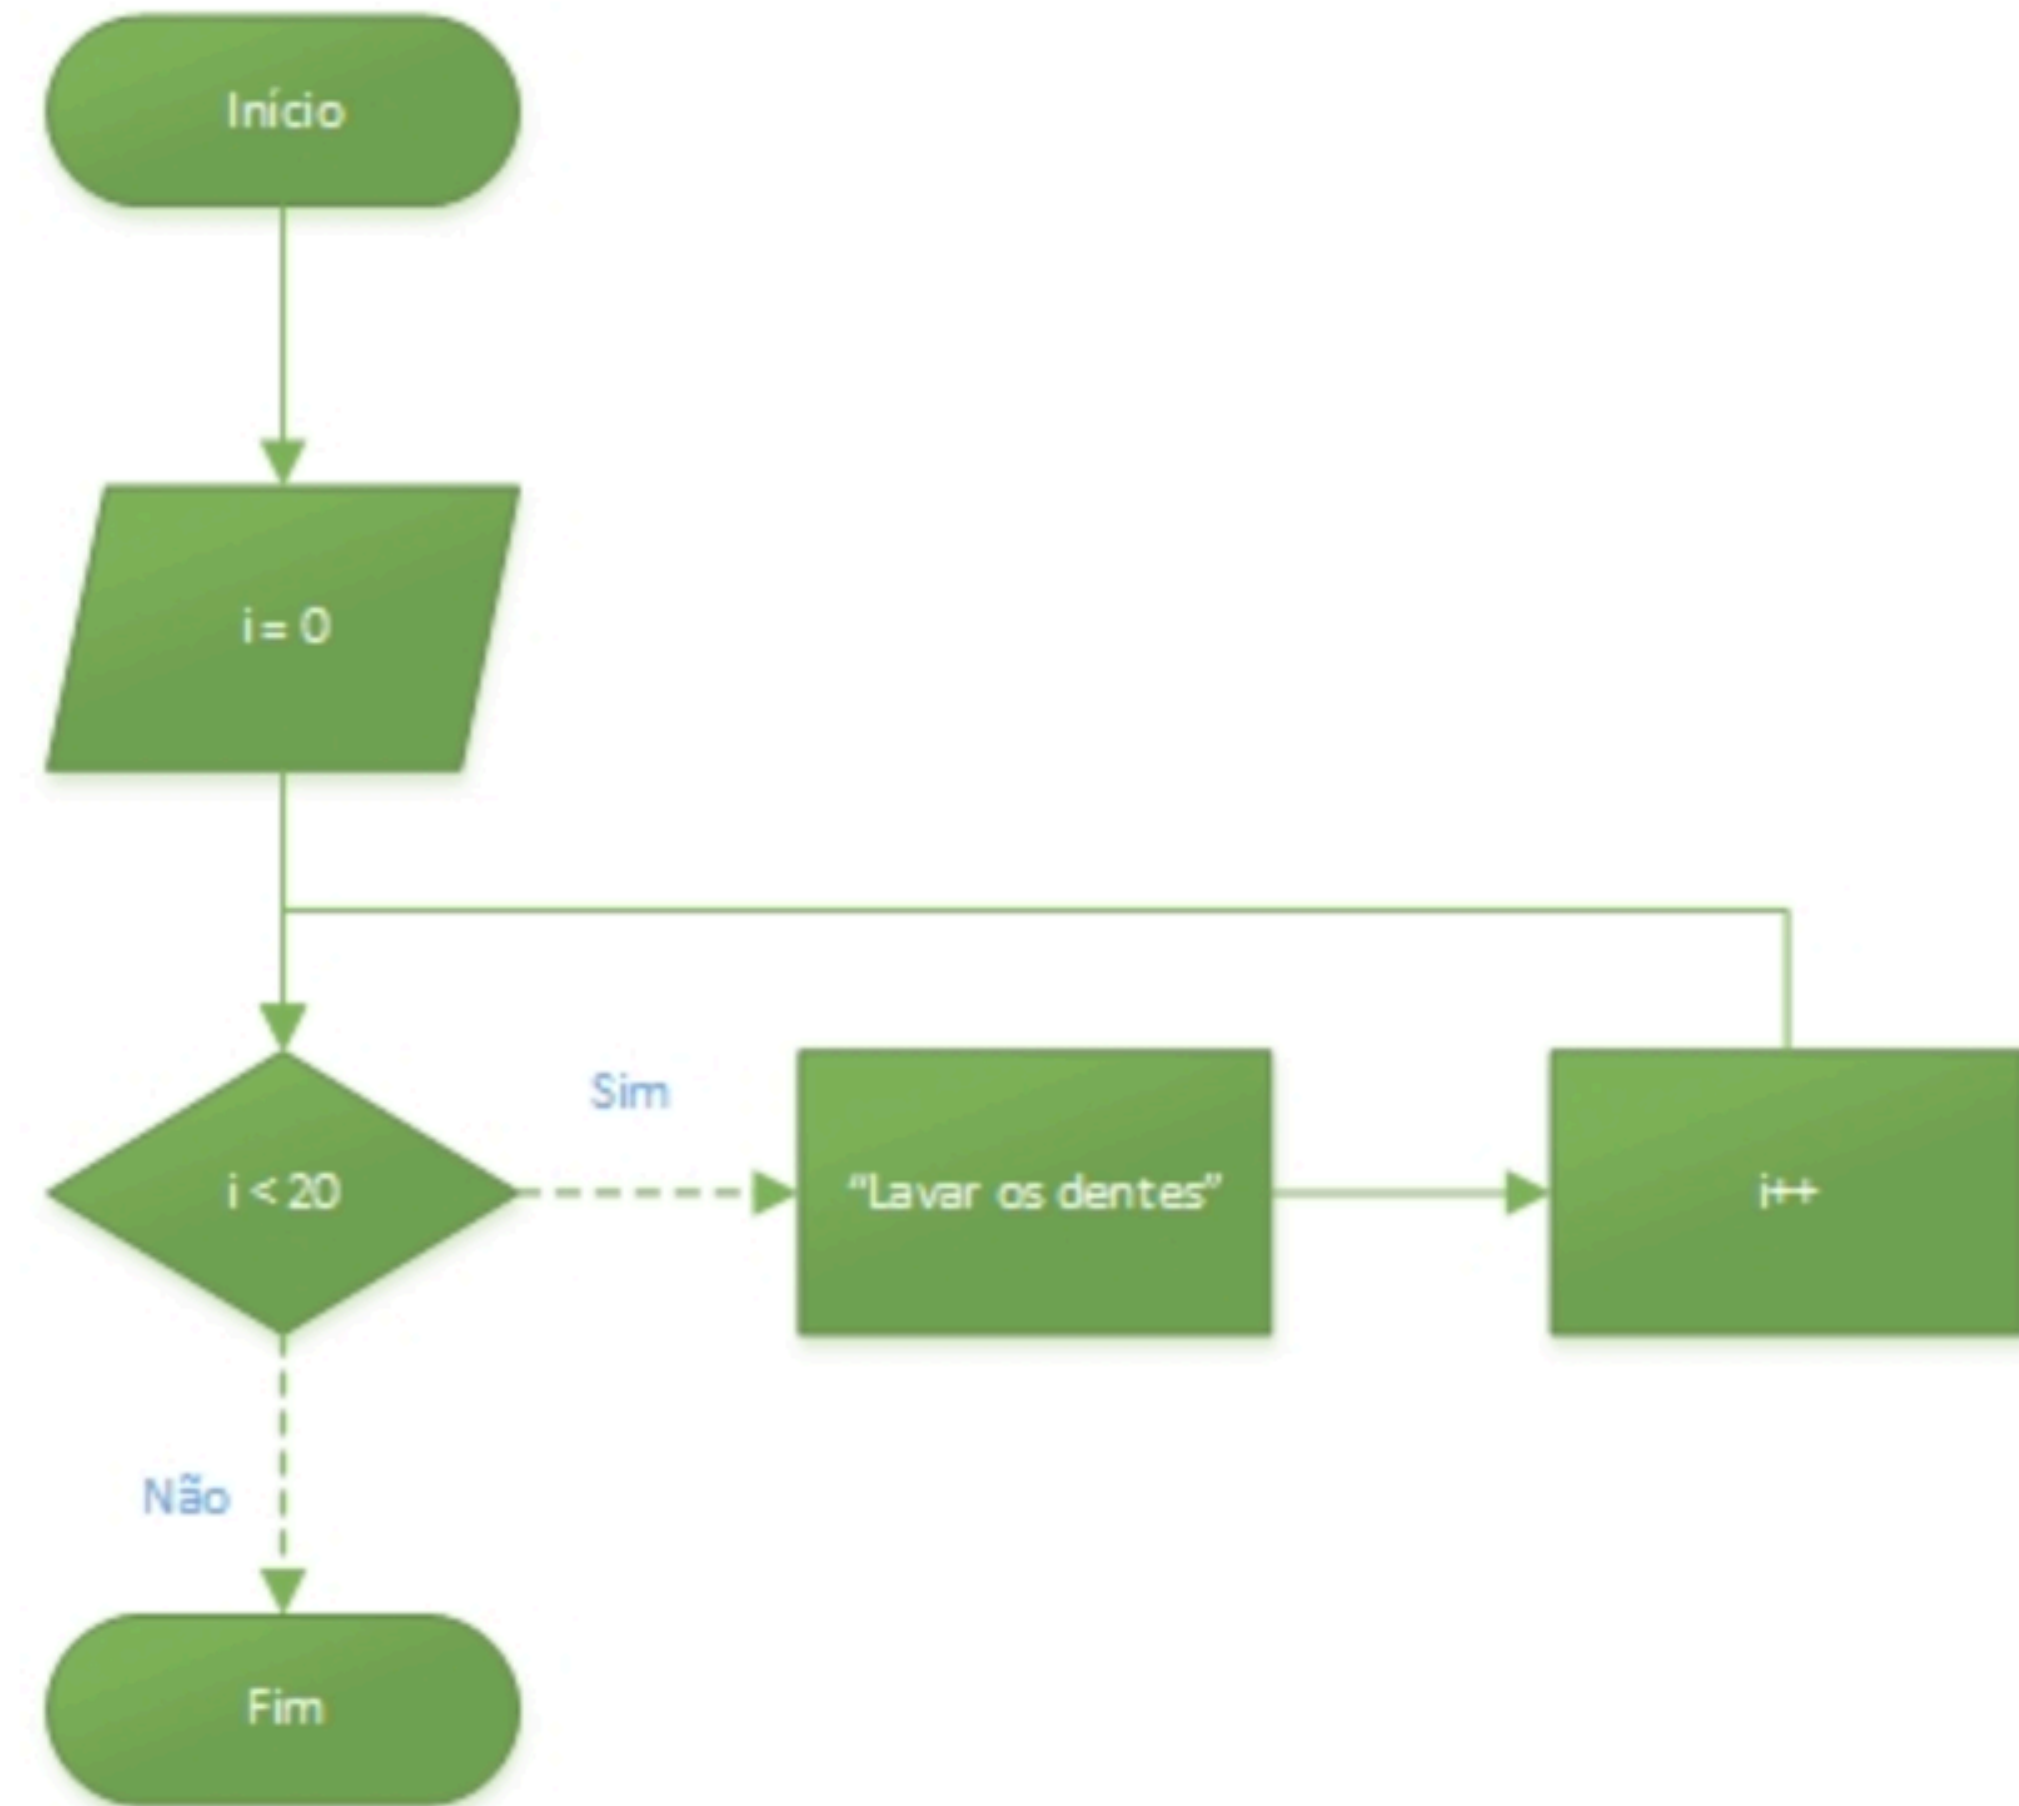 Início
i = 0
i < 20
Sim
“Lavar os dentes”
i++
Não
Fim